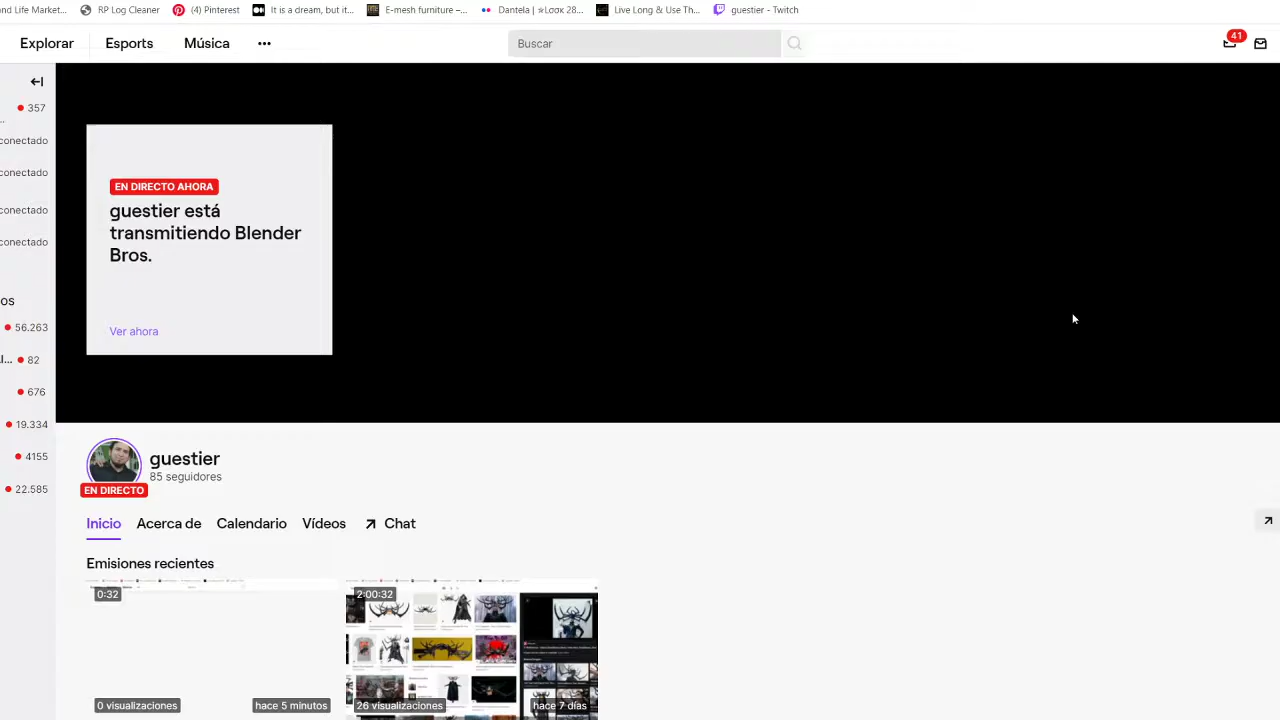 nd Life Market... RP Log Cleaner (4) Pinterest It is a dream, but it... E-mesh furniture –... Dantela | ✶Lσσк 28... Live Long & Use Th... guestier - Twitch
Explorar Esports Música ••• Buscar 41
357
conectado
conectado
conectado
conectado
os
56.263
l... 82
676
19.334
4155
22.585
EN DIRECTO AHORA
guestier está
transmitiendo Blender
Bros.
Ver ahora
guestier
85 seguidores
EN DIRECTO
Inicio Acerca de Calendario Vídeos Chat
Emisiones recientes
0:32 2:00:32
0 visualizaciones hace 5 minutos 26 visualizaciones hace 7 días